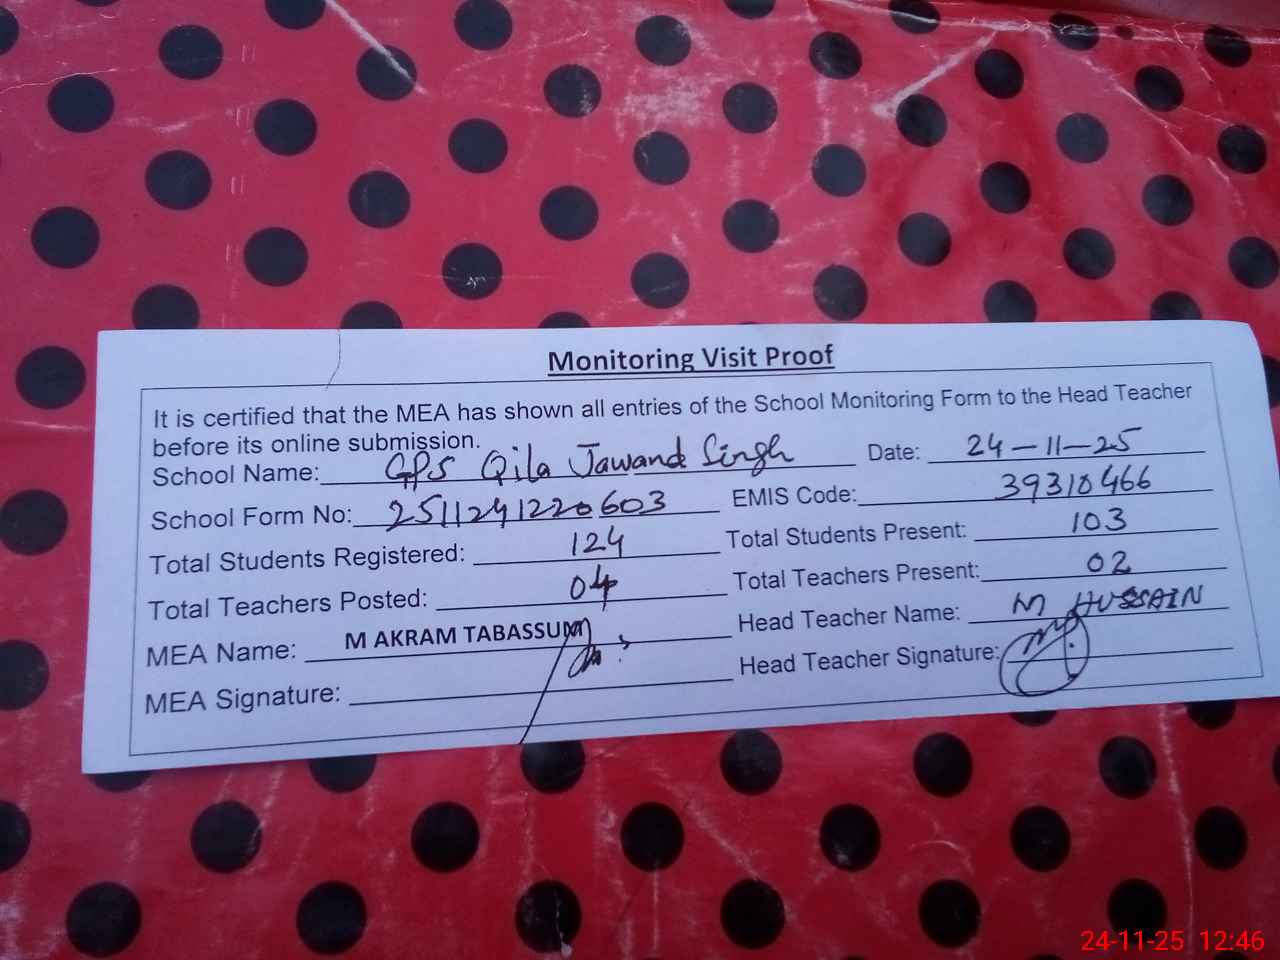 Monitoring Visit Proof
It is certified that the MEA has shown all entries of the School Monitoring Form to the Head Teacher
before its online submission.
School Name: GPS Qila Jawand Singh Date: 24-11-25
School Form No: 2511241220603 EMIS Code: 39310466
Total Students Registered: 124 Total Students Present: 103
Total Teachers Posted: 04 Total Teachers Present: 02
MEA Name: M AKRAM TABASSUM Head Teacher Name: M HUSSAIN
MEA Signature: Head Teacher Signature:
24-11-25 12:46